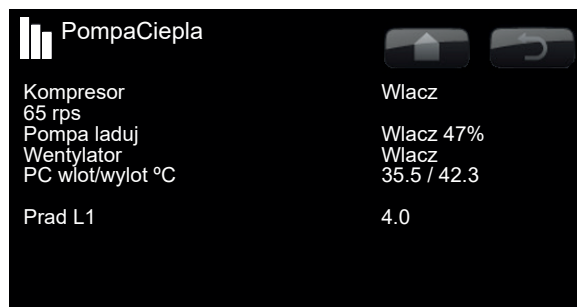 PompaCiepla
Kompresor Wlacz
65 rps
Pompa laduj Wlacz 47%
Wentylator Wlacz
PC wlot/wylot ºC 35.5 / 42.3
Prad L1 4.0